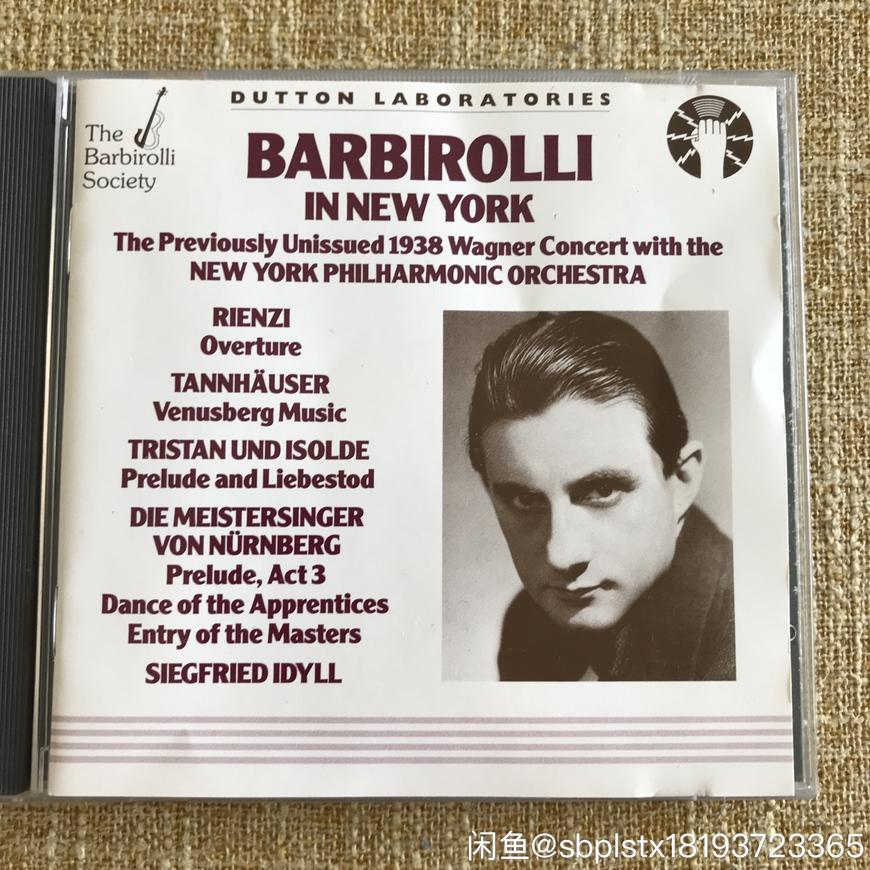 DUTTON LABORATORIES
The
Barbirolli
Society
BARBIROLLI
IN NEW YORK
The Previously Unissued 1938 Wagner Concert with the
NEW YORK PHILHARMONIC ORCHESTRA
RIENZI
Overture
TANNHÄUSER
Venusberg Music
TRISTAN UND ISOLDE
Prelude and Liebestod
DIE MEISTERSINGER
VON NÜRNBERG
Prelude, Act 3
Dance of the Apprentices
Entry of the Masters
SIEGFRIED IDYLL
闲鱼@sbplstx18193723365